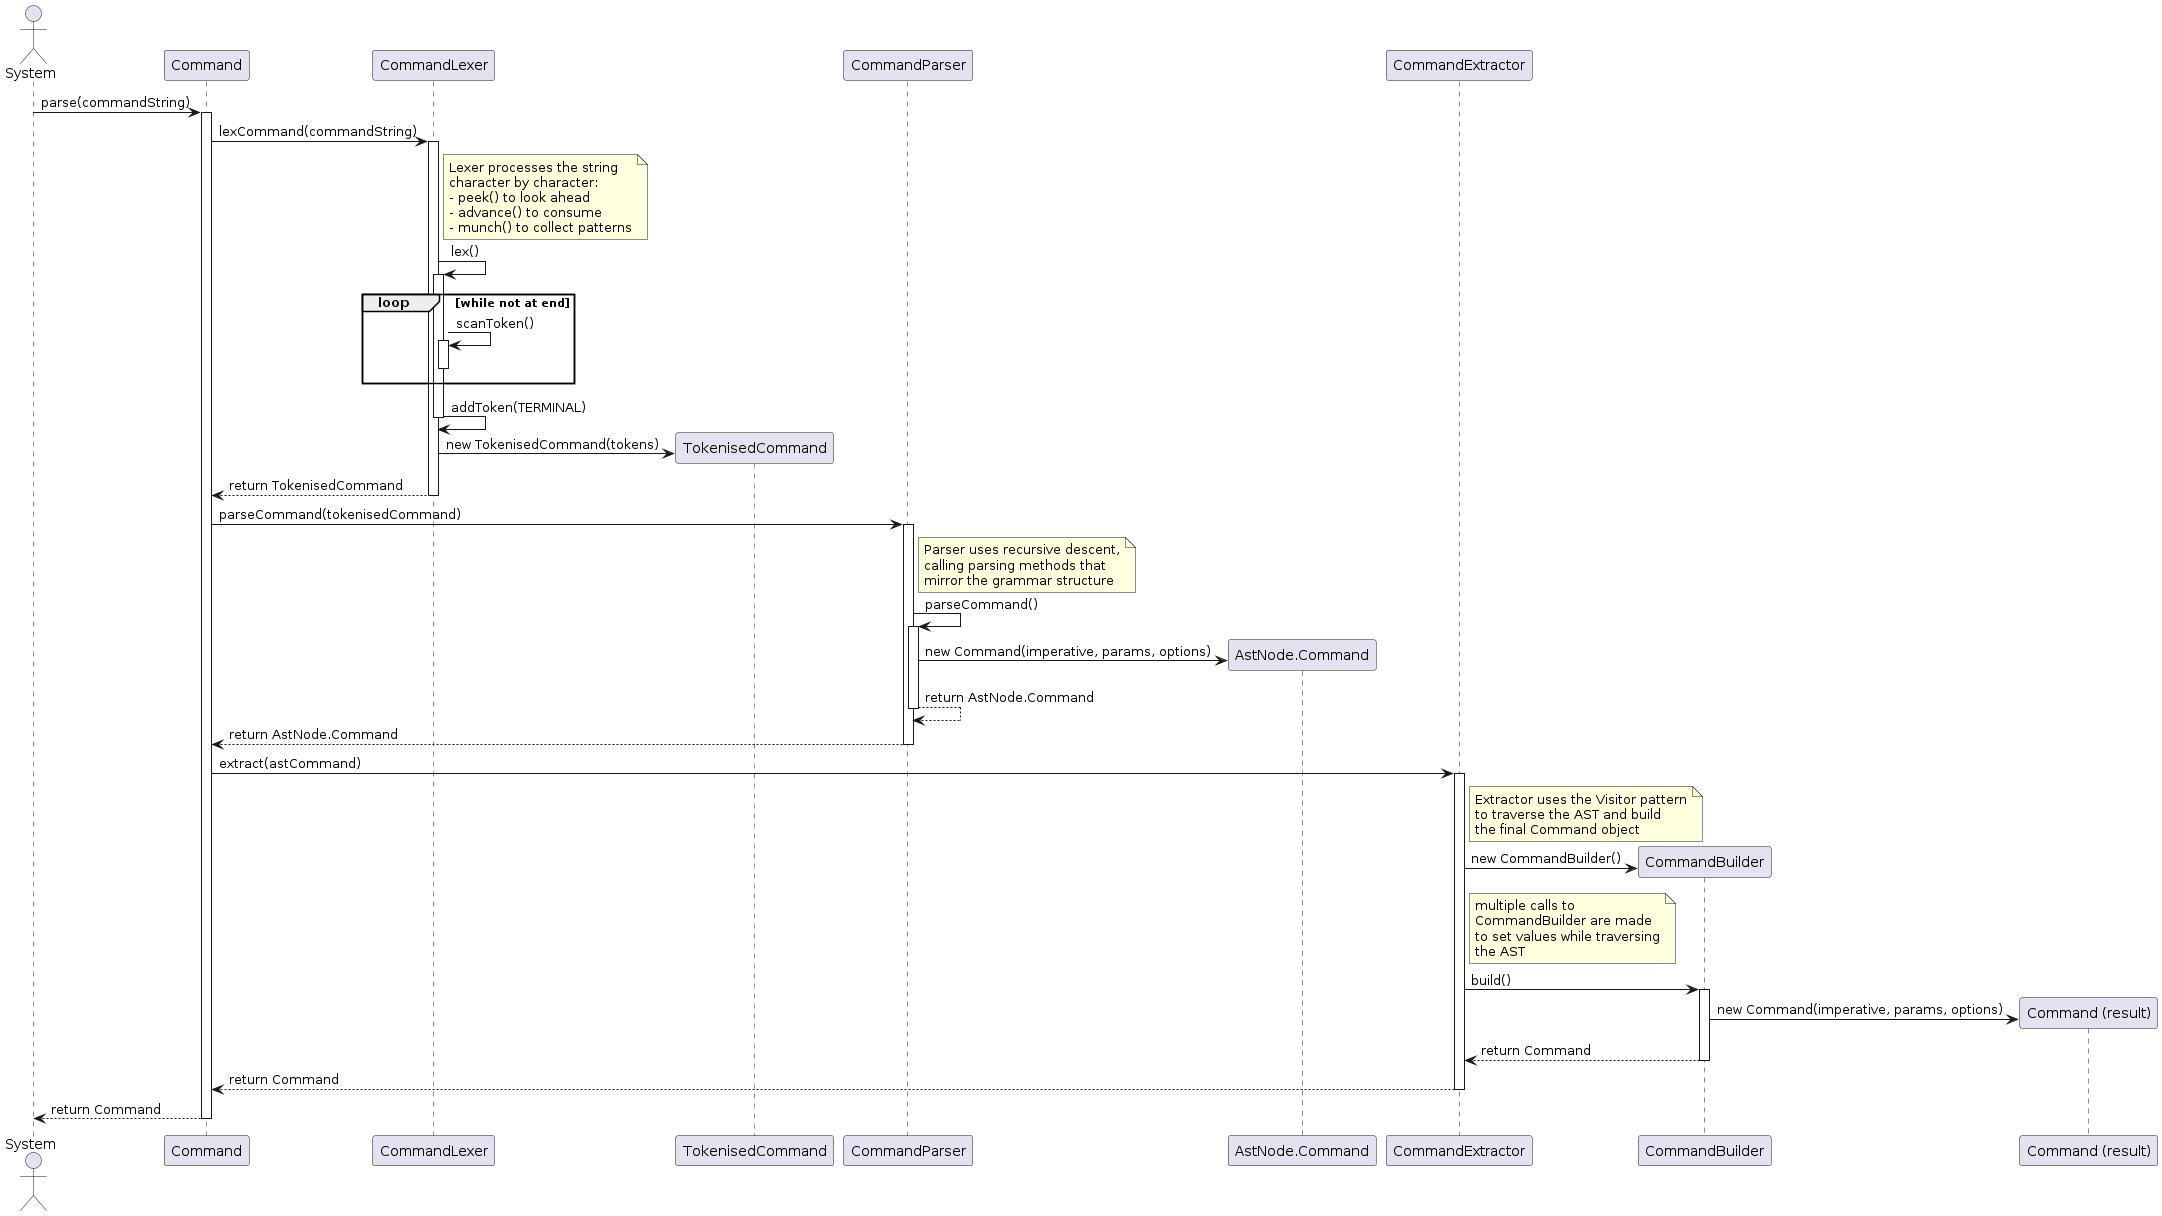 System
Command
CommandLexer
CommandParser
CommandExtractor
parse(commandString)
lexCommand(commandString)
Lexer processes the string
character by character:
- peek() to look ahead
- advance() to consume
- munch() to collect patterns
lex()
loop [while not at end]
scanToken()
addToken(TERMINAL)
new TokenisedCommand(tokens)
TokenisedCommand
return TokenisedCommand
parseCommand(tokenisedCommand)
Parser uses recursive descent,
calling parsing methods that
mirror the grammar structure
parseCommand()
new Command(imperative, params, options)
AstNode.Command
return AstNode.Command
return AstNode.Command
extract(astCommand)
Extractor uses the Visitor pattern
to traverse the AST and build
the final Command object
new CommandBuilder()
CommandBuilder
multiple calls to
CommandBuilder are made
to set values while traversing
the AST
build()
new Command(imperative, params, options)
Command (result)
return Command
return Command
return Command
System
Command
CommandLexer
TokenisedCommand
CommandParser
AstNode.Command
CommandExtractor
CommandBuilder
Command (result)